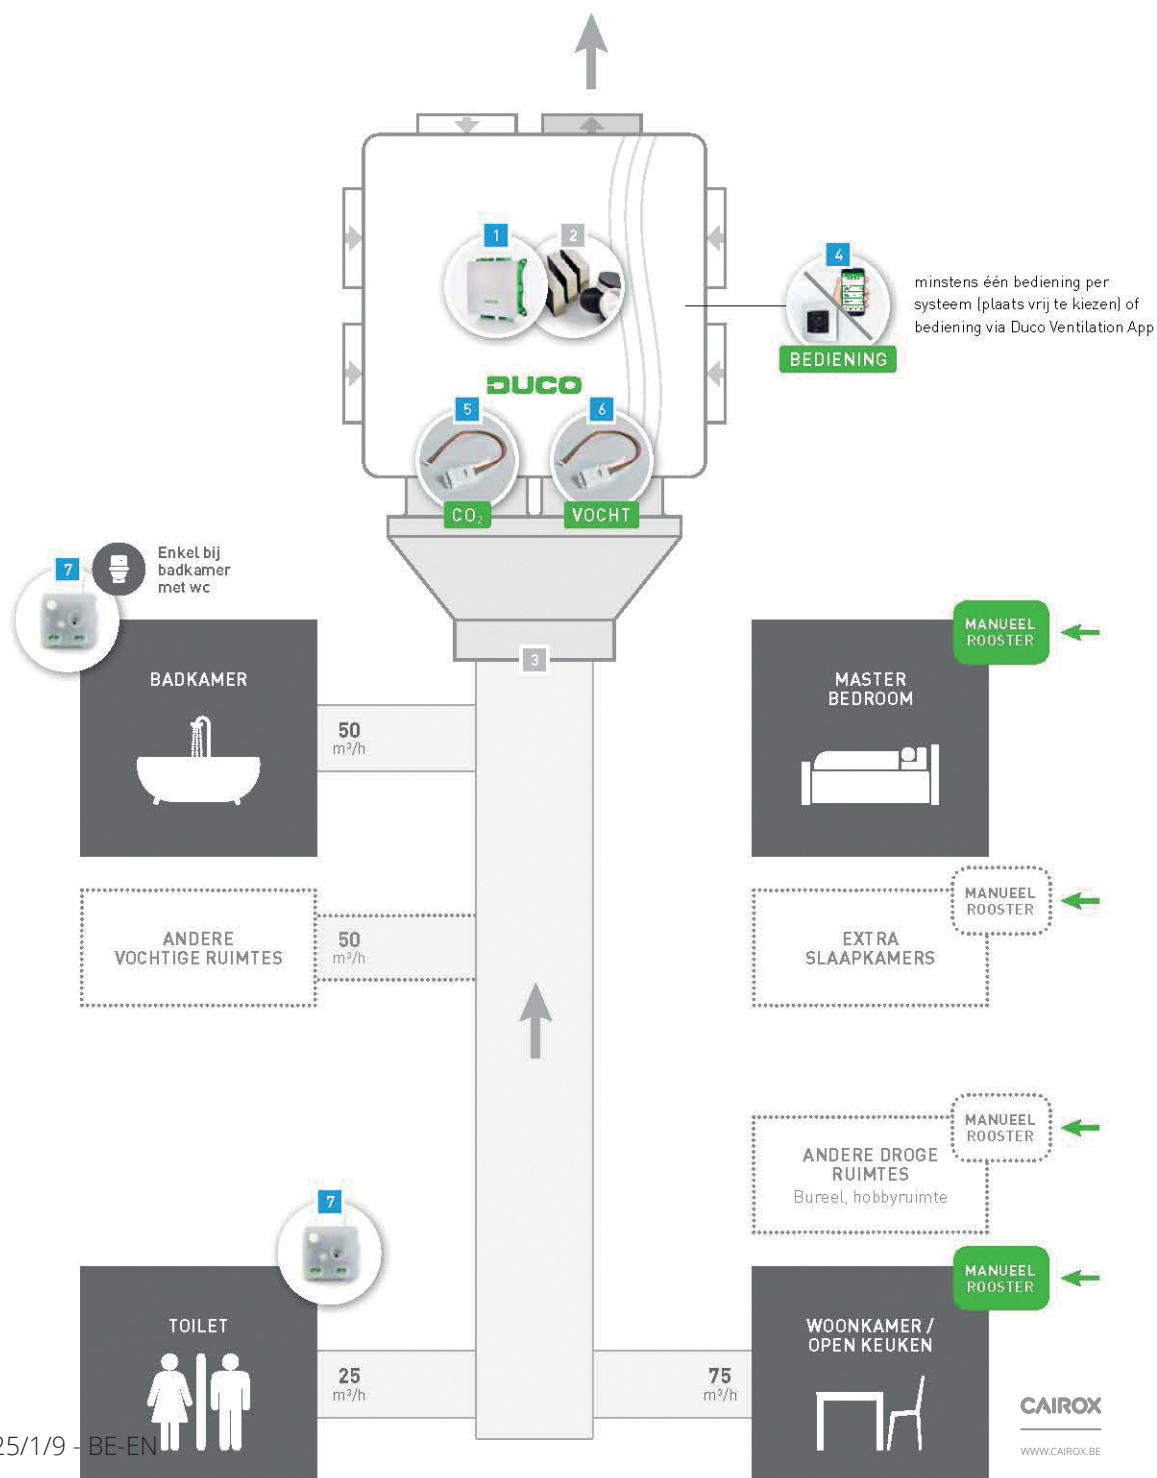 1
2
4
minstens één bediening per
systeem (plaats vrij te kiezen) of
bediening via Duco Ventilation App
BEDIENING
DUCO
5
6
CO₂
VOCHT
7
Enkel bij
badkamer
met wc
MANUEEL
ROOSTER
3
BADKAMER
MASTER
BEDROOM
50
m³/h
MANUEEL
ROOSTER
ANDERE
VOCHTIGE RUIMTES
50
m³/h
EXTRA
SLAAPKAMERS
MANUEEL
ROOSTER
ANDERE DROGE
RUIMTES
Bureel, hobbyruimte
7
MANUEEL
ROOSTER
TOILET
WOONKAMER /
OPEN KEUKEN
25
m³/h
75
m³/h
CAIROX
WWW.CAIROX.BE
25/1/9 - BE-EN